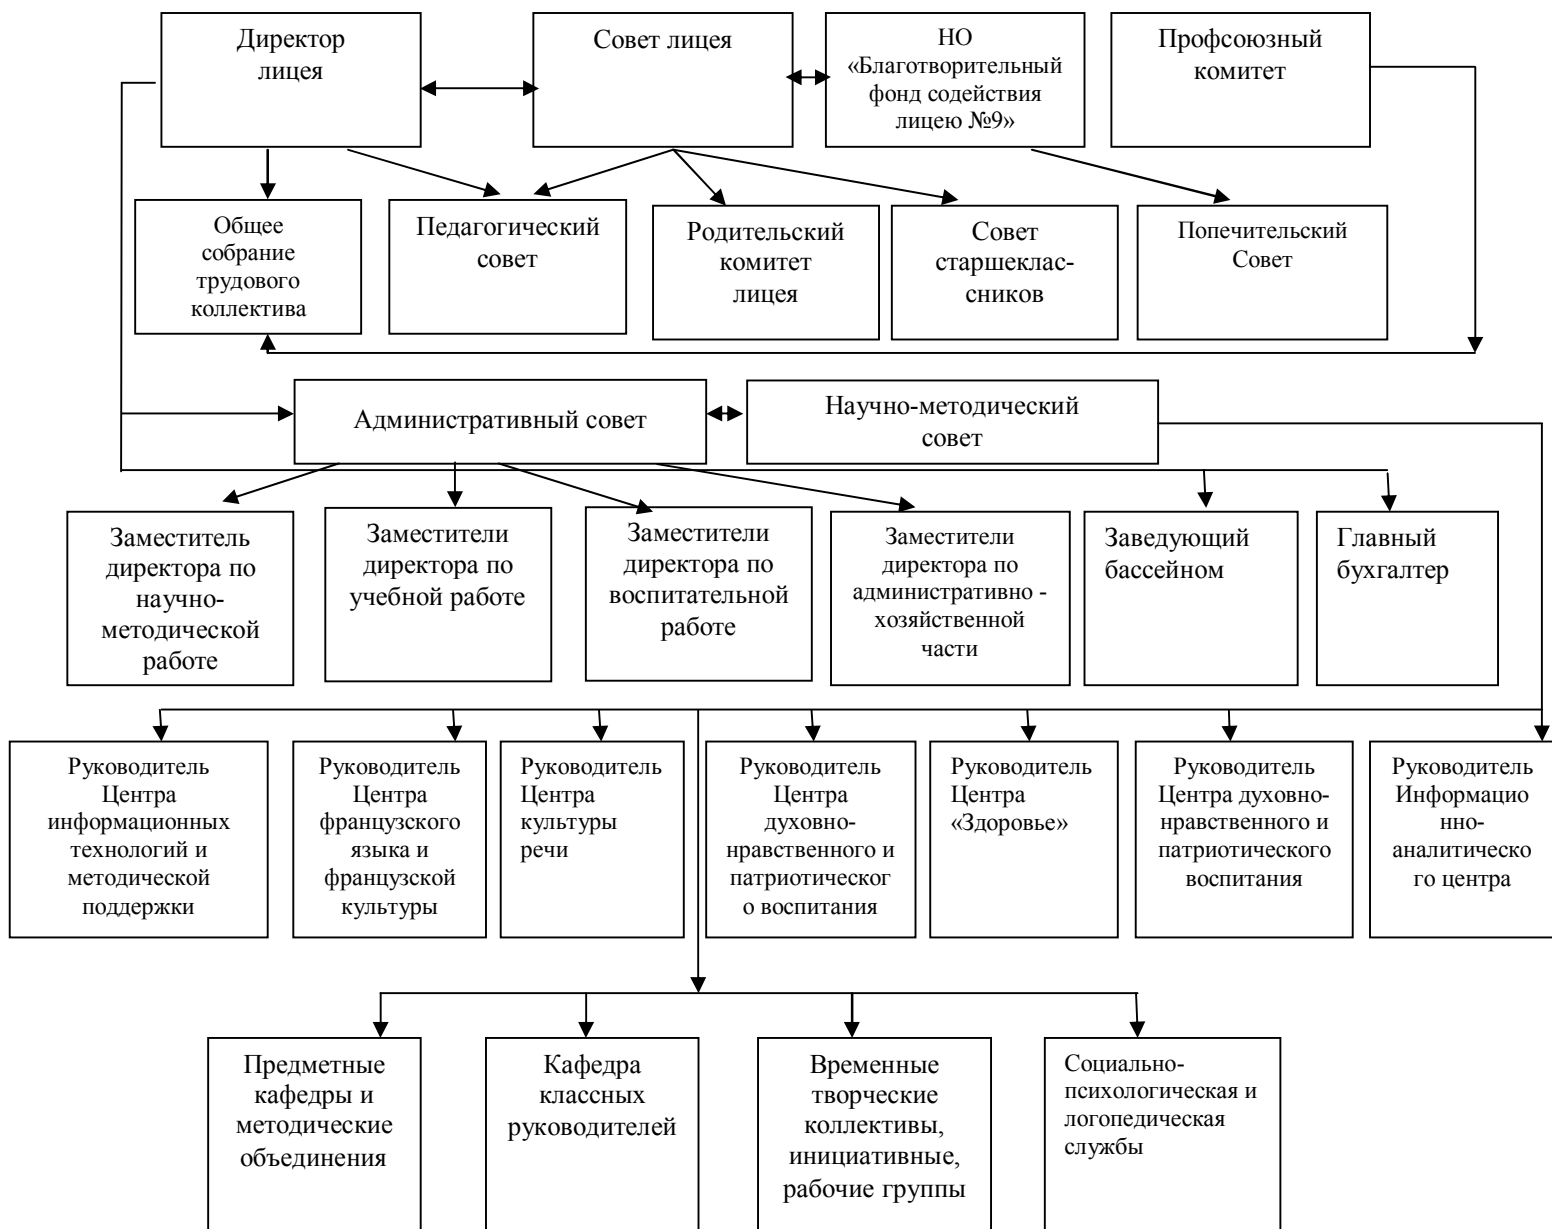 Директор
лицея
Совет лицея
НО
«Благотворительный
фонд содействия
лицею №9»
Профсоюзный
комитет
Общее
собрание
трудового
коллектива
Педагогический
совет
Родительский
комитет
лицея
Совет
старшеклас-
сников
Попечительский
Совет
Административный совет
Научно-методический
совет
Заместитель
директора по
научно-
методической
работе
Заместители
директора по
учебной работе
Заместители
директора по
воспитательной
работе
Заместители
директора по
административно -
хозяйственной
части
Заведующий
бассейном
Главный
бухгалтер
Руководитель
Центра
информационных
технологий и
методической
поддержки
Руководитель
Центра
французского
языка и
французской
культуры
Руководитель
Центра
культуры
речи
Руководитель
Центра
духовно-
нравственного и
патриотическог
о воспитания
Руководитель
Центра
«Здоровье»
Руководитель
Центра духовно-
нравственного и
патриотического
воспитания
Руководитель
Информацио
нно-
аналитическо
го центра
Предметные
кафедры и
методические
объединения
Кафедра
классных
руководителей
Временные
творческие
коллективы,
инициативные,
рабочие группы
Социально-
психологическая и
логопедическая
службы